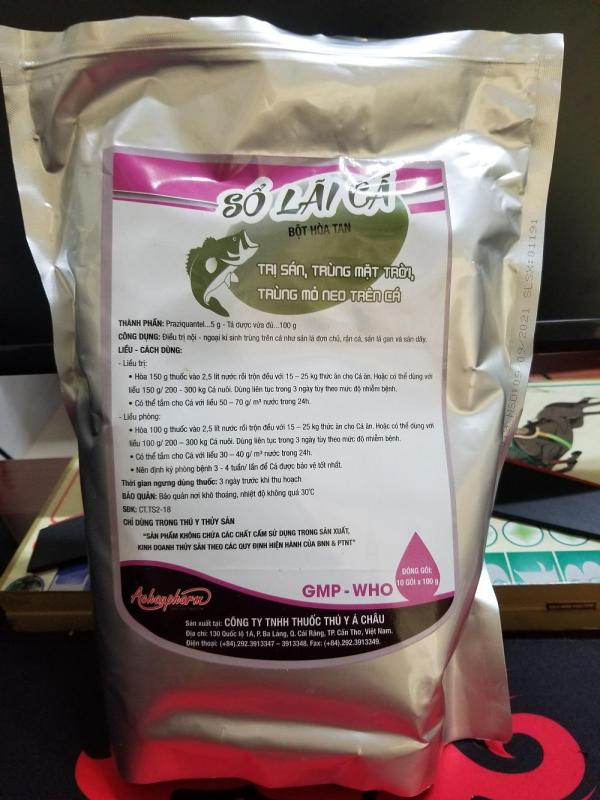 SỔ LÃI CÁ
BỘT HÒA TAN
TRỊ SÁN, TRÙNG MẶT TRỜI,
TRÙNG MỎ NEO TRÊN CÁ
THÀNH PHẦN: Praziquantel...5 g - Tá dược vừa đủ...100 g
CÔNG DỤNG: Điều trị nội - ngoại kí sinh trùng trên cá như sán lá đơn chủ, rận cá, sán lá gan và sán dây.
LIỀU - CÁCH DÙNG:
- Liều trị:
• Hòa 150 g thuốc vào 2,5 lít nước rồi trộn đều với 15 – 25 kg thức ăn cho Cá ăn. Hoặc có thể dùng với
liều 150 g/ 200 - 300 kg Cá nuôi. Dùng liên tục trong 3 ngày tùy theo mức độ nhiễm bệnh.
• Có thể tắm cho Cá với liều 50 – 70 g/ m³ nước trong 24h.
- Liều phòng:
• Hòa 100 g thuốc vào 2,5 lít nước rồi trộn đều với 15 – 25 kg thức ăn cho Cá ăn. Hoặc có thể dùng với
liều 100 g/ 200 – 300 kg Cá nuôi. Dùng liên tục trong 3 ngày tùy theo mức độ nhiễm bệnh.
• Có thể tắm cho Cá với liều 30 – 40 g/ m³ nước trong 24h.
• Nên định kỳ phòng bệnh 3 - 4 tuần/ lần để Cá được bảo vệ tốt nhất.
Thời gian ngưng dùng thuốc: 3 ngày trước khi thu hoạch
BẢO QUẢN: Bảo quản nơi khô thoáng, nhiệt độ không quá 30°C
SĐK: CT.TS2-18
CHỈ DÙNG TRONG THÚ Y THỦY SẢN
"SẢN PHẨM KHÔNG CHỨA CÁC CHẤT CẤM SỬ DỤNG TRONG SẢN XUẤT,
KINH DOANH THỦY SẢN THEO CÁC QUY ĐỊNH HIỆN HÀNH CỦA BNN & PTNT"
ĐÓNG GÓI:
10 GÓI x 100 g
GMP - WHO
Achaupharm
Sản xuất tại: CÔNG TY TNHH THUỐC THÚ Y Á CHÂU
Địa chỉ: 130 Quốc lộ 1A, P. Ba Láng, Q. Cái Răng, TP. Cần Thơ, Việt Nam.
Điện thoại: (+84).292.3913347 – 3913348. Fax: (+84).292.3913349.
NSD:05/09/2021 SLSX:01191